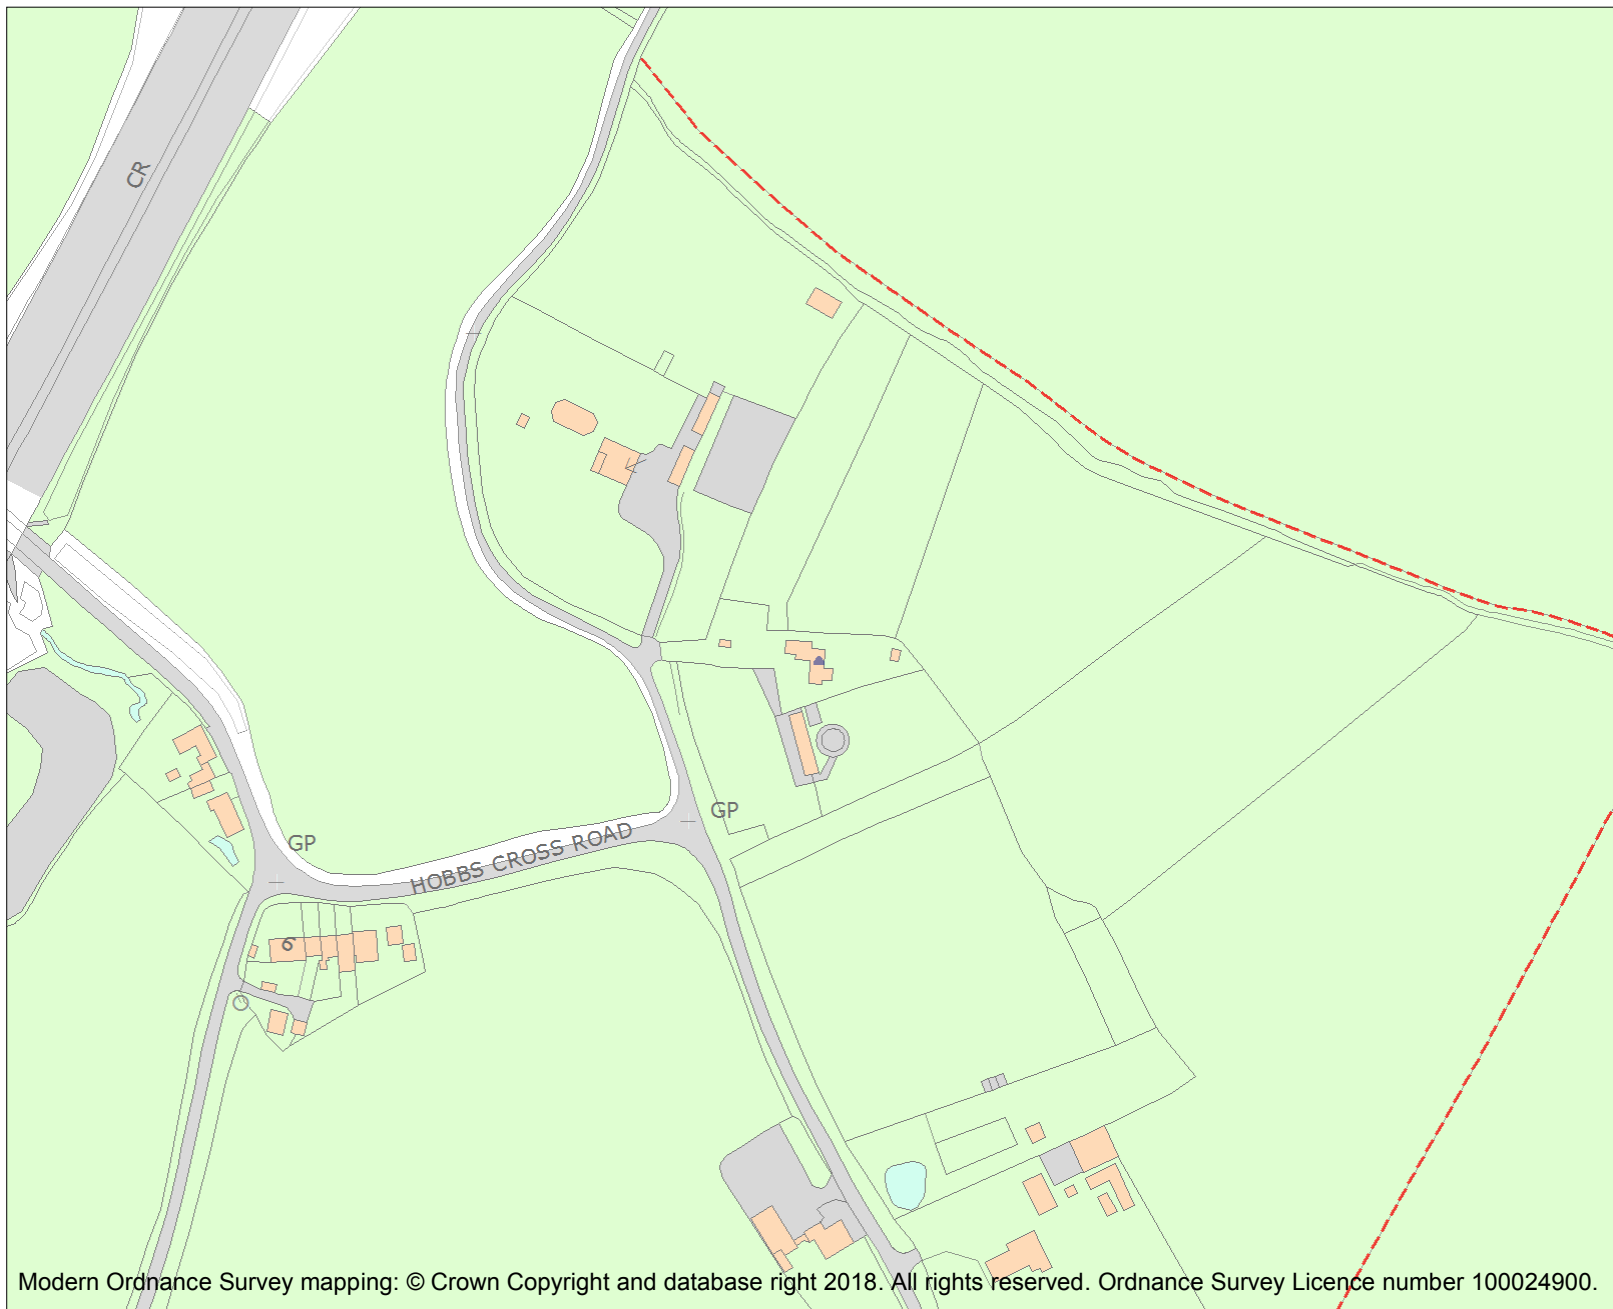 CR
GP
HOBBS CROSS ROAD
GP
6
Modern Ordnance Survey mapping: © Crown Copyright and database right 2018. All rights reserved. Ordnance Survey Licence number 100024900.